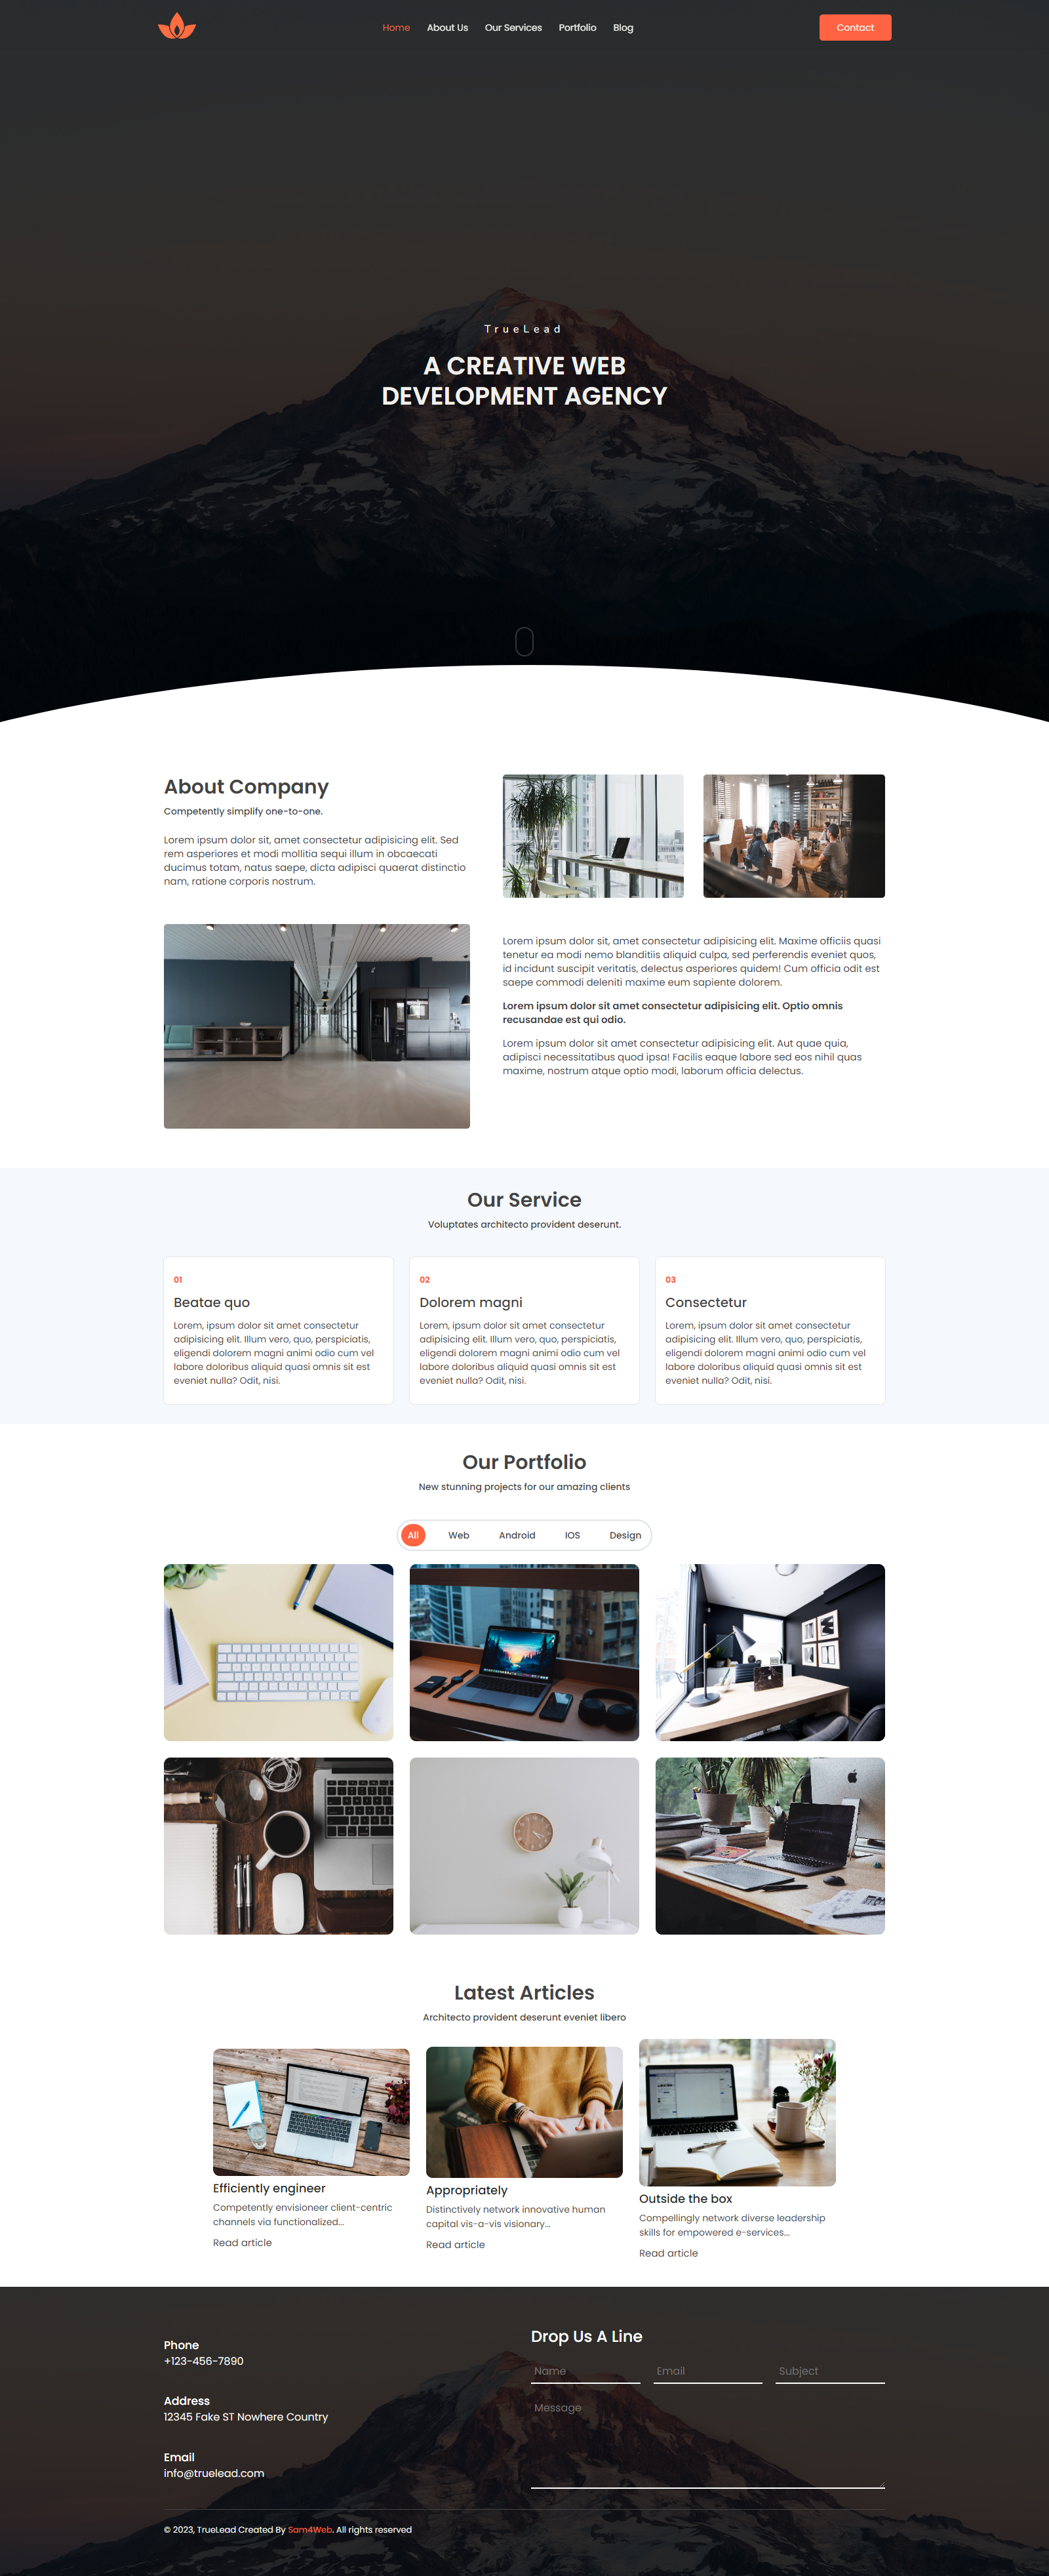 Home About Us Our Services Portfolio Blog Contact
TrueLead
A CREATIVE WEB
DEVELOPMENT AGENCY
About Company
Competently simplify one-to-one.
Lorem ipsum dolor sit, amet consectetur adipisicing elit. Sed
rem asperiores et modi mollitia sequi illum in obcaecati
ducimus totam, natus saepe, dicta adipisci quaerat distinctio
nam, ratione corporis nostrum.
Lorem ipsum dolor sit, amet consectetur adipisicing elit. Maxime officiis quasi
tenetur ea modi nemo blanditiis aliquid culpa, sed perferendis eveniet quos,
id incidunt suscipit veritatis, delectus asperiores quidem! Cum officia odit est
saepe commodi deleniti maxime eum sapiente dolorem.
Lorem ipsum dolor sit amet consectetur adipisicing elit. Optio omnis
recusandae est qui odio.
Lorem ipsum dolor sit amet consectetur adipisicing elit. Aut quae quia,
adipisci necessitatibus quod ipsa! Facilis eaque labore sed eos nihil quas
maxime, nostrum atque optio modi, laborum officia delectus.
Our Service
Voluptates architecto provident deserunt.
01
Beatae quo
Lorem, ipsum dolor sit amet consectetur
adipisicing elit. Illum vero, quo, perspiciatis,
eligendi dolorem magni animi odio cum vel
labore doloribus aliquid quasi omnis sit est
eveniet nulla? Odit, nisi.
02
Dolorem magni
Lorem, ipsum dolor sit amet consectetur
adipisicing elit. Illum vero, quo, perspiciatis,
eligendi dolorem magni animi odio cum vel
labore doloribus aliquid quasi omnis sit est
eveniet nulla? Odit, nisi.
03
Consectetur
Lorem, ipsum dolor sit amet consectetur
adipisicing elit. Illum vero, quo, perspiciatis,
eligendi dolorem magni animi odio cum vel
labore doloribus aliquid quasi omnis sit est
eveniet nulla? Odit, nisi.
Our Portfolio
New stunning projects for our amazing clients
All Web Android IOS Design
Latest Articles
Architecto provident deserunt eveniet libero
Efficiently engineer
Competently envisioneer client-centric
channels via functionalized...
Read article
Appropriately
Distinctively network innovative human
capital vis-a-vis visionary...
Read article
Outside the box
Compellingly network diverse leadership
skills for empowered e-services...
Read article
Phone
+123-456-7890
Address
12345 Fake ST Nowhere Country
Email
info@truelead.com
Drop Us A Line
Name Email Subject
Message
© 2023, TrueLead Created By Sam4Web. All rights reserved